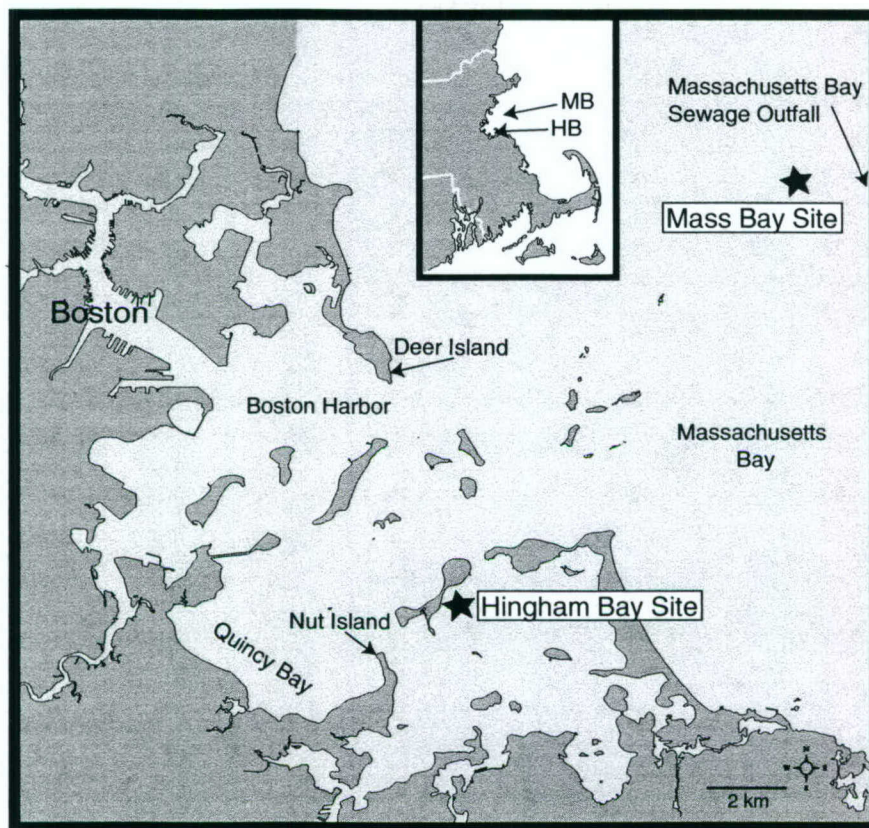 MB
HB
Massachusetts Bay
Sewage Outfall
Mass Bay Site
Boston
Deer Island
Boston Harbor
Massachusetts
Bay
Hingham Bay Site
Nut Island
Quincy Bay
N
W
E
S
2 km